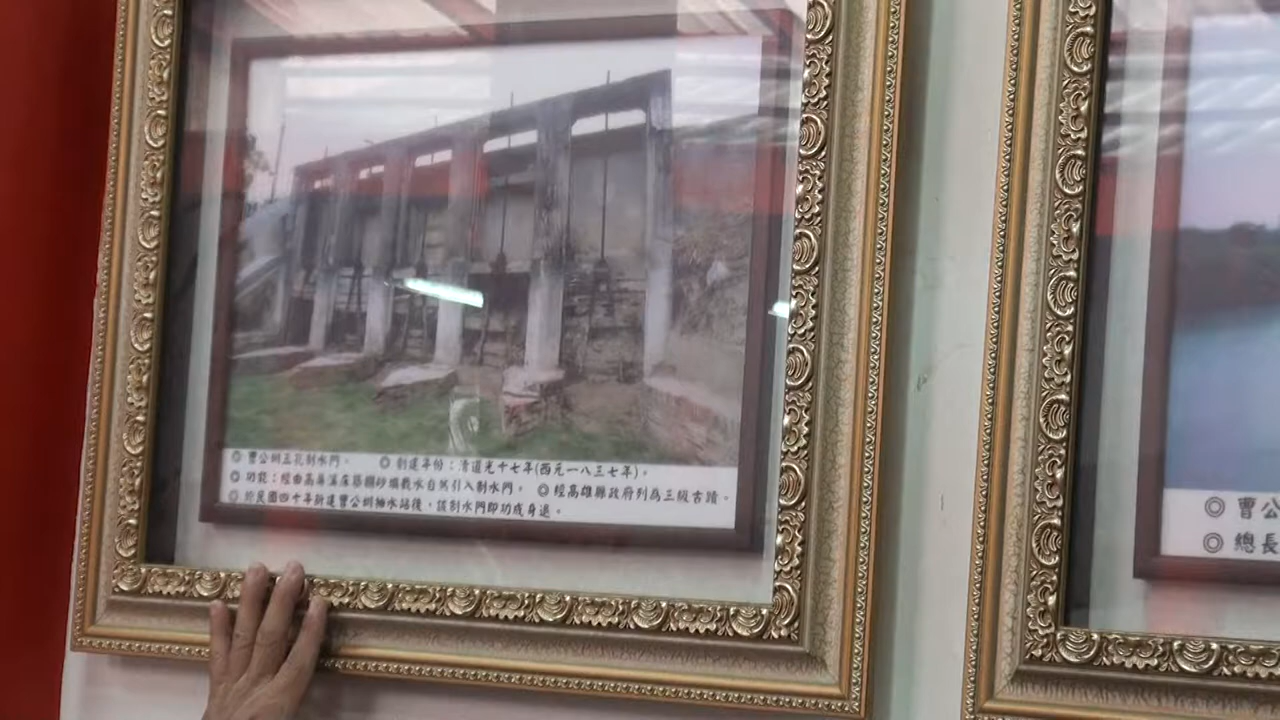 ◎ 曹公圳五孔制水門。 ◎ 創建年份：清道光十七年(西元一八三七年)。
◎ 功能：經由高屏溪床築攔砂壩截水自然引入制水門。 ◎ 經高雄縣政府列為三級古蹟。
◎ 於民國四十年新建曹公圳抽水站後，該制水門即功成身退。
◎ 曹公
◎ 總長